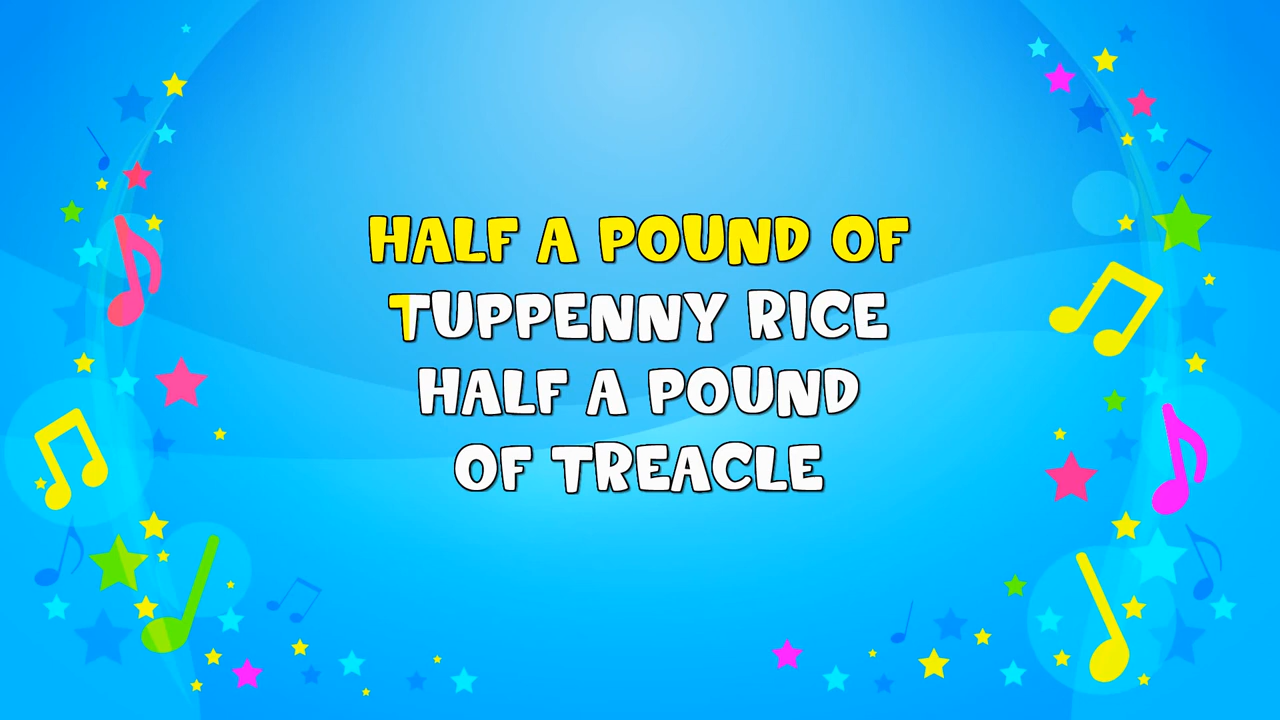 HALF A POUND OF
TUPPENNY RICE
HALF A POUND
OF TREACLE